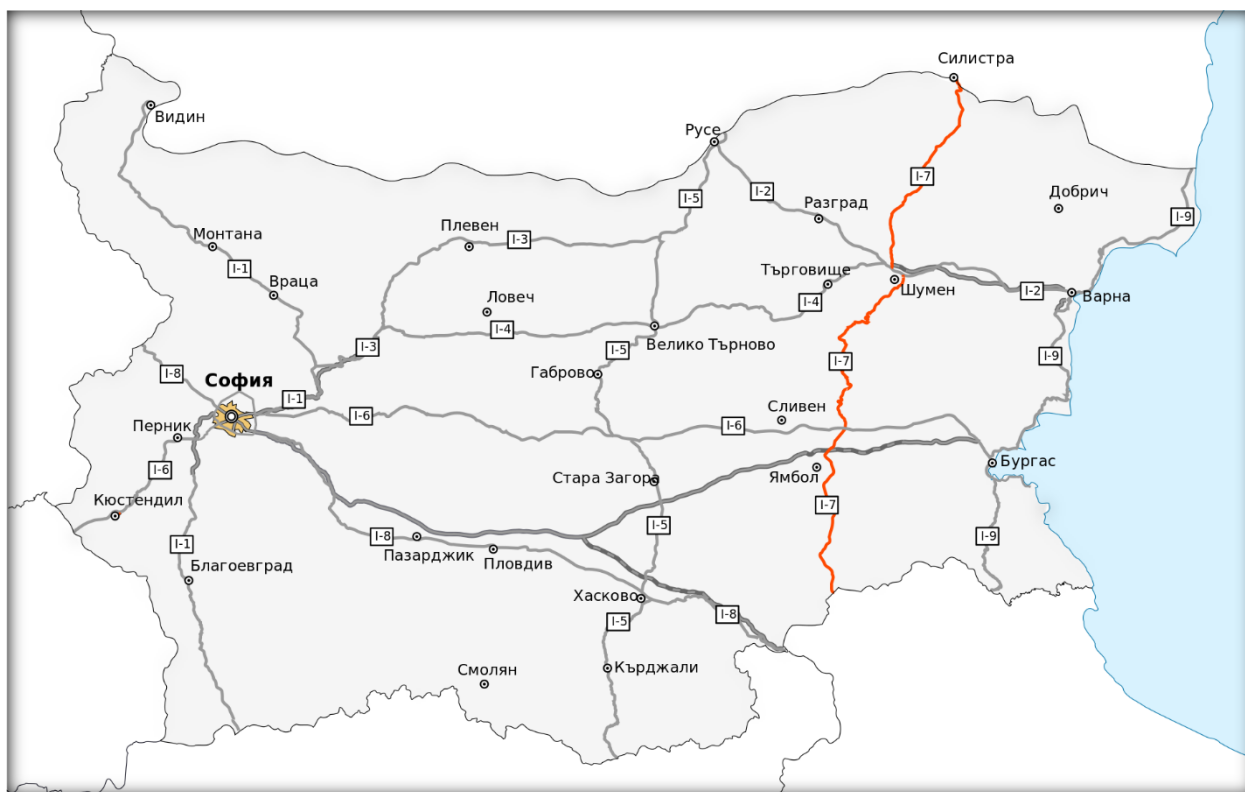 Силистра
Видин
Русе
I-7
I-2
Разград
Добрич
I-5
I-9
Монтана
Плевен
I-3
I-1
Враца
Търговище
Шумен
I-2
Варна
Ловеч
I-4
I-4
Велико Търново
I-3
I-5
I-9
I-7
I-8
София
Габрово
I-1
I-6
Сливен
I-6
Перник
I-6
Бургас
Стара Загора
Ямбол
Кюстендил
I-7
I-5
I-8
I-9
I-1
Пазарджик
Пловдив
Благоевград
Хасково
I-5
I-8
Смолян
Кърджали